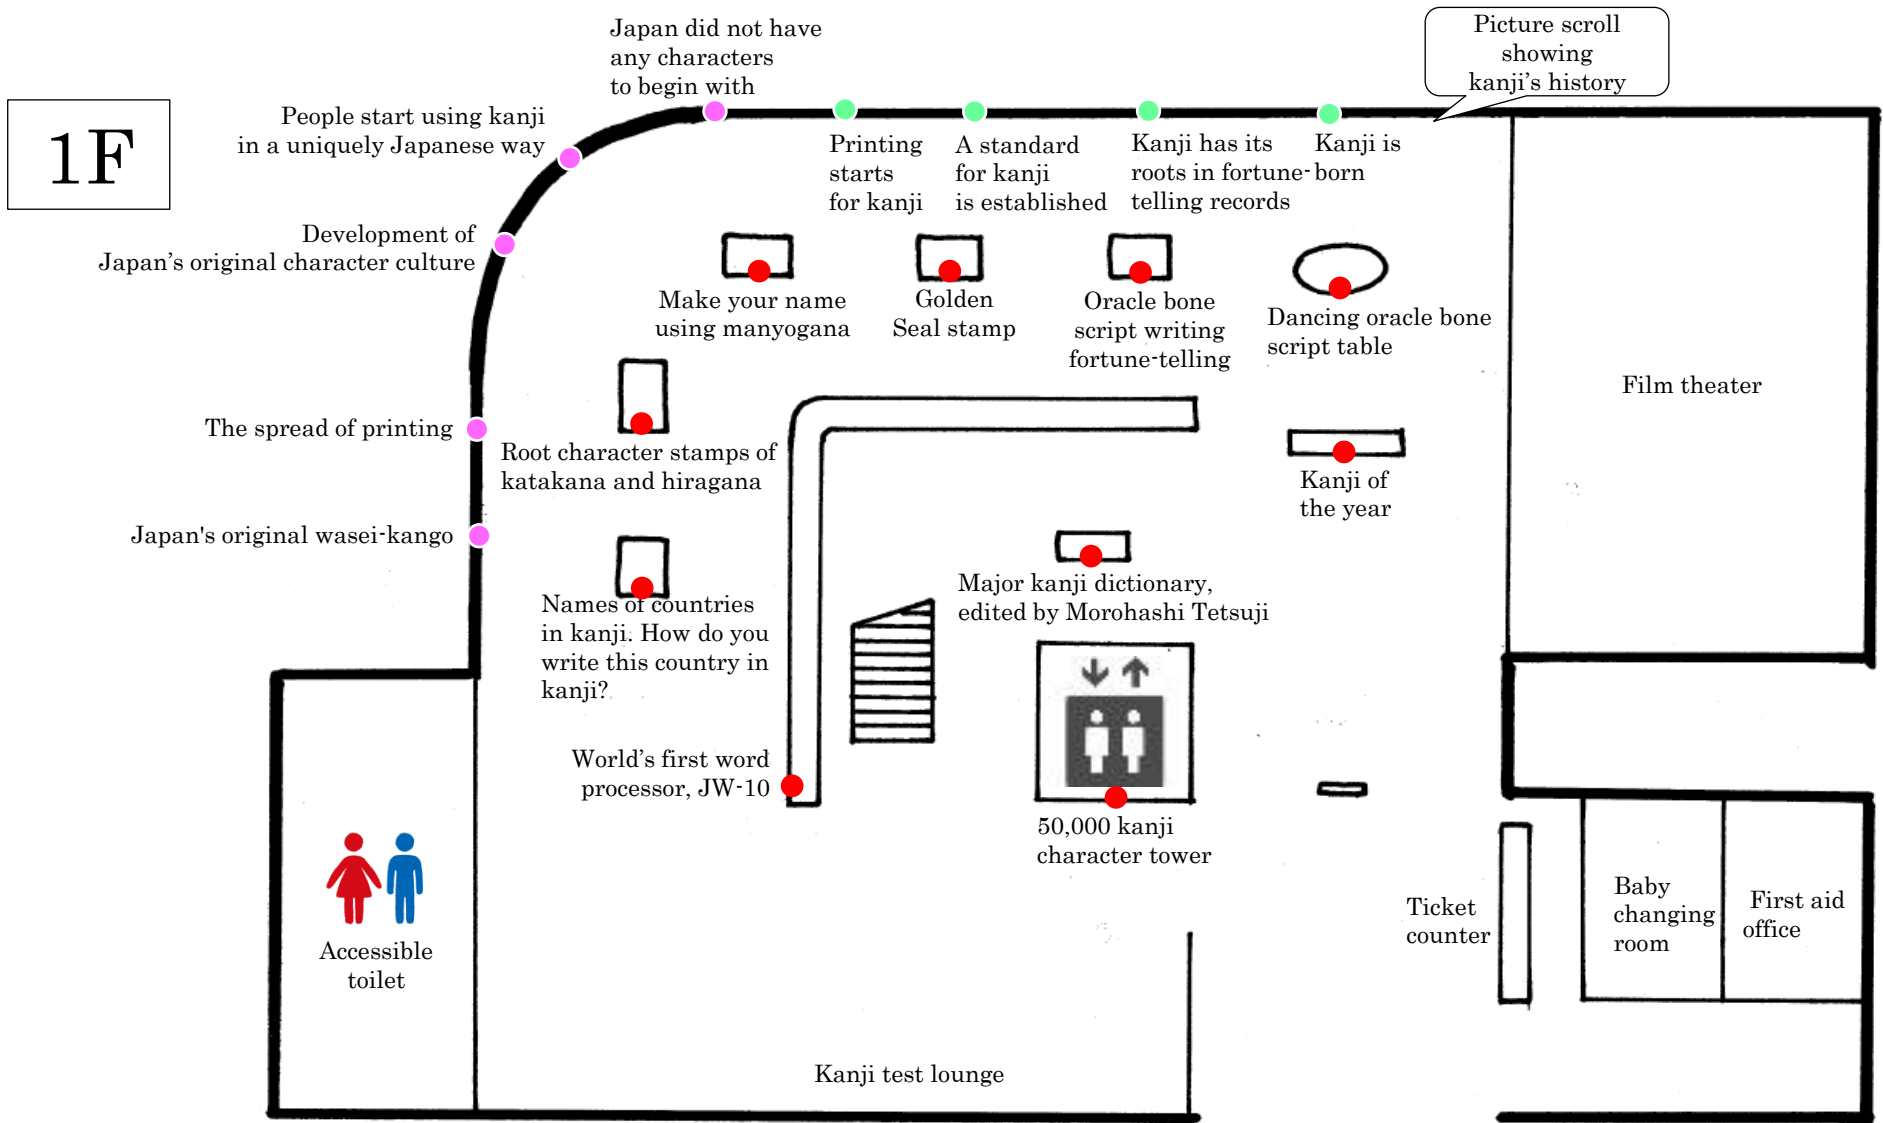 1F
Japan did not have
any characters
to begin with
Picture scroll
showing
kanji's history
People start using kanji
in a uniquely Japanese way
Printing
starts
for kanji
A standard
for kanji
is established
Kanji has its
roots in fortune-
telling records
Kanji is
born
Development of
Japan's original character culture
Make your name
using manyogana
Golden
Seal stamp
Oracle bone
script writing
fortune-telling
Dancing oracle bone
script table
Film theater
The spread of printing
Root character stamps of
katakana and hiragana
Kanji of
the year
Japan's original wasei-kango
Names of countries
in kanji. How do you
write this country in
kanji?
Major kanji dictionary,
edited by Morohashi Tetsuji
World's first word
processor, JW-10
50,000 kanji
character tower
Accessible
toilet
Ticket
counter
Baby
changing
room
First aid
office
Kanji test lounge